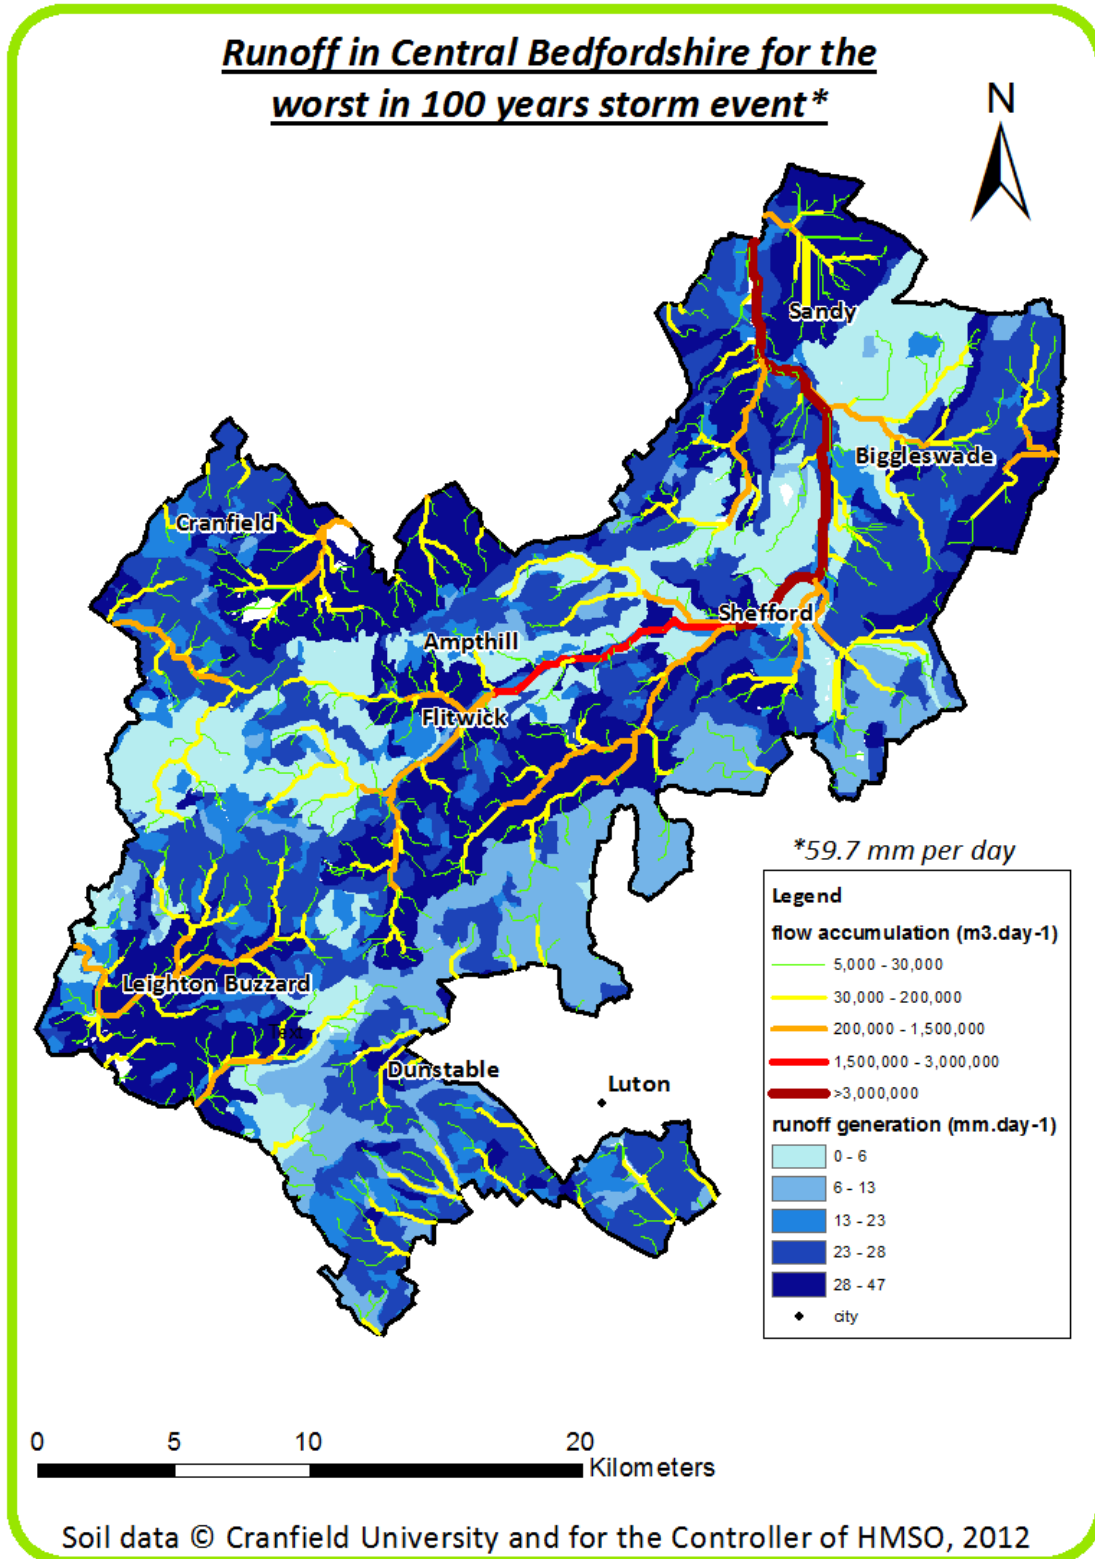 Runoff in Central Bedfordshire for the
worst in 100 years storm event*
N
Sandy
Biggleswade
Cranfield
Shefford
Ampthill
Flitwick
*59.7 mm per day
Legend
flow accumulation (m3.day-1)
5,000 - 30,000
30,000 - 200,000
200,000 - 1,500,000
1,500,000 - 3,000,000
>3,000,000
runoff generation (mm.day-1)
0 - 6
6 - 13
13 - 23
23 - 28
28 - 47
city
Leighton Buzzard
Text
Dunstable
Luton
0 5 10 20
Kilometers
Soil data © Cranfield University and for the Controller of HMSO, 2012